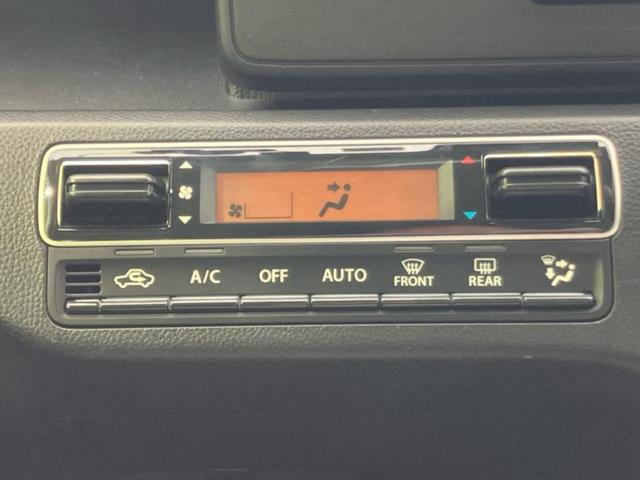 A/C OFF AUTO FRONT REAR